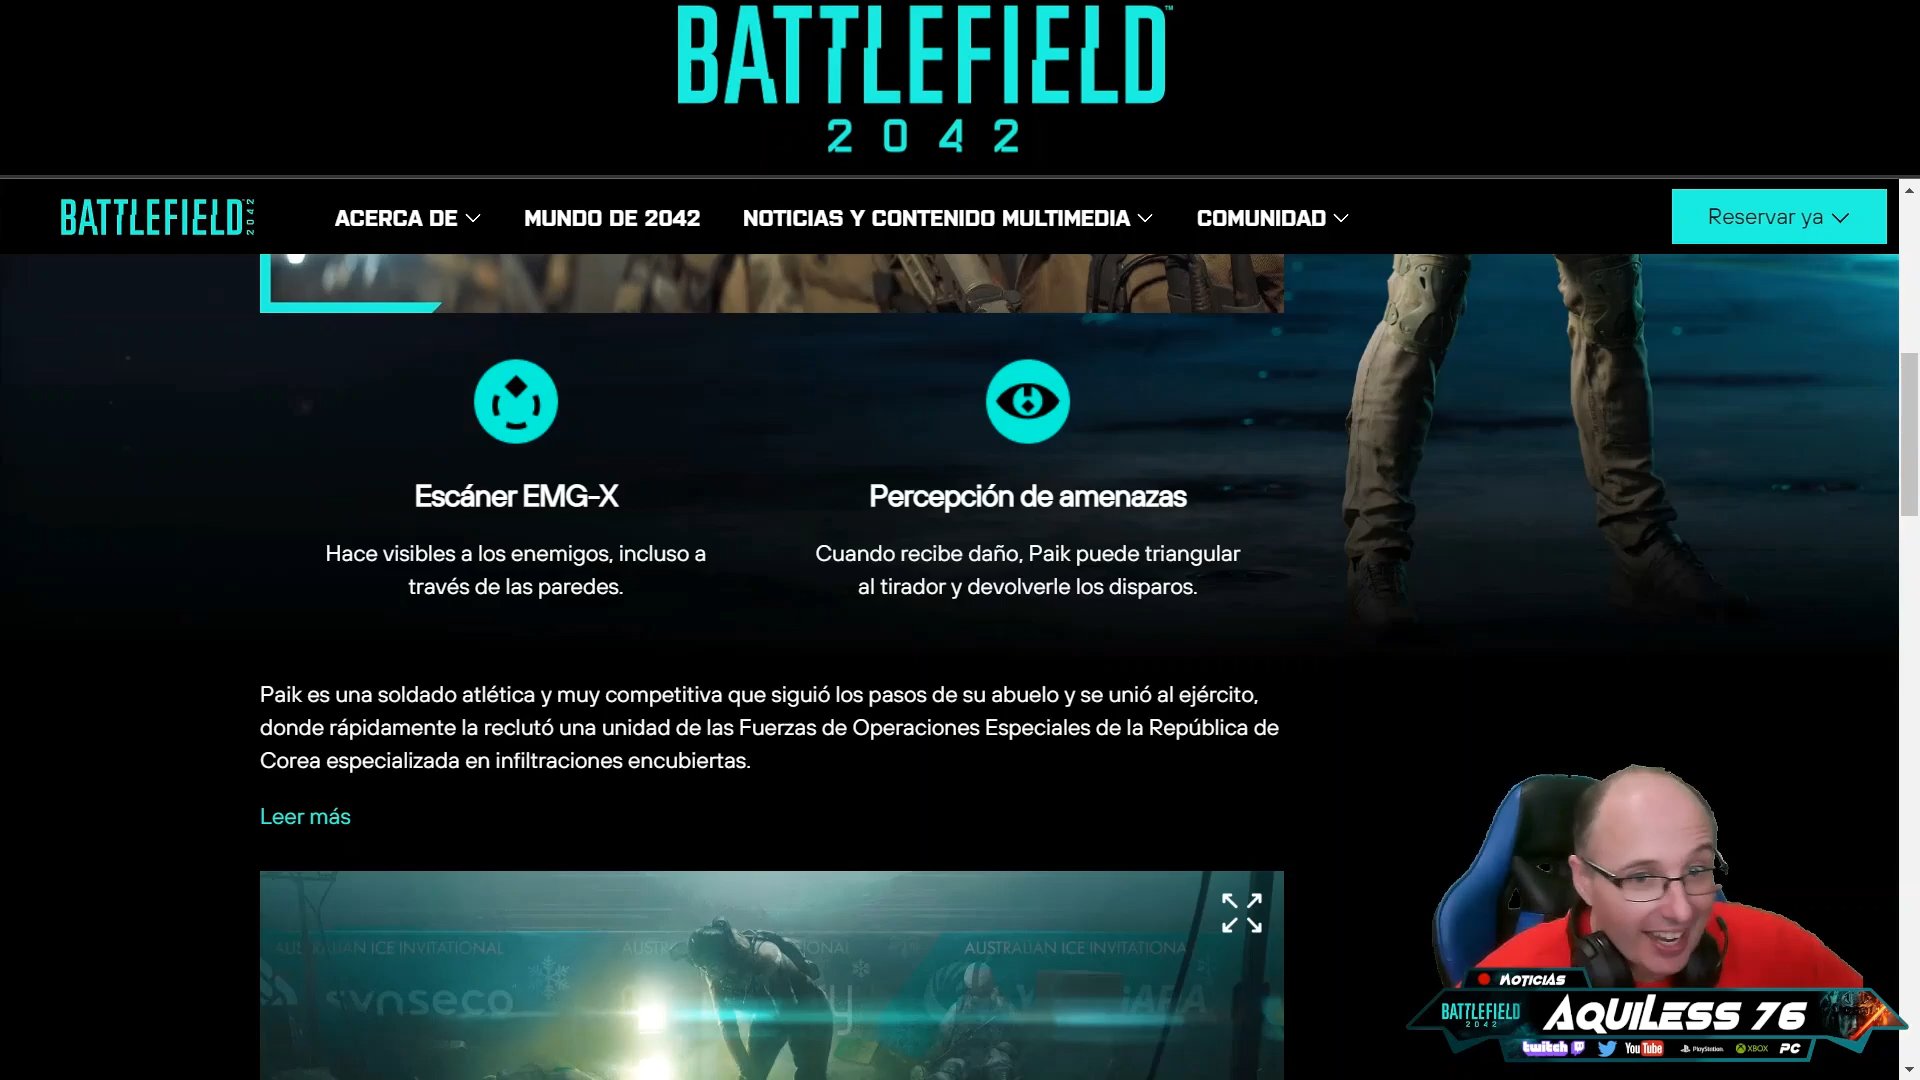 BATTLEFIELD™
2042
BATTLEFIELD 2042
ACERCA DE
MUNDO DE 2042
NOTICIAS Y CONTENIDO MULTIMEDIA
COMUNIDAD
Reservar ya
Escáner EMG-X
Hace visibles a los enemigos, incluso a
través de las paredes.
Percepción de amenazas
Cuando recibe daño, Paik puede triangular
al tirador y devolverle los disparos.
Paik es una soldado atlética y muy competitiva que siguió los pasos de su abuelo y se unió al ejército,
donde rápidamente la reclutó una unidad de las Fuerzas de Operaciones Especiales de la República de
Corea especializada en infiltraciones encubiertas.
Leer más
AUSTRALIAN ICE INVITATIONAL
AUSTRALIAN ICE INVITATIONA
synseco
NOTICIAS
BATTLEFIELD
2042
AQUILESS 76
twitch
YouTube
PlayStation
XBOX
PC